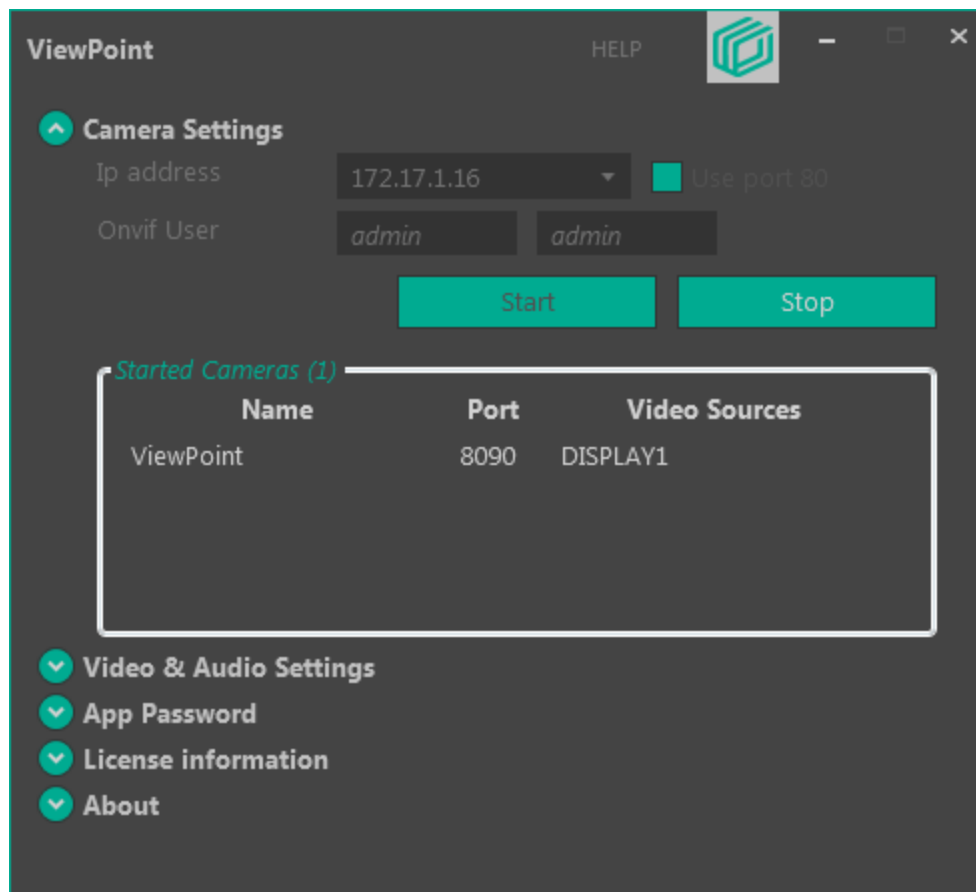 ViewPoint HELP
Camera Settings
Ip address 172.17.1.16 Use port 80
Onvif User admin admin
Start Stop
Started Cameras (1)
Name Port Video Sources
ViewPoint 8090 DISPLAY1
Video & Audio Settings
App Password
License information
About